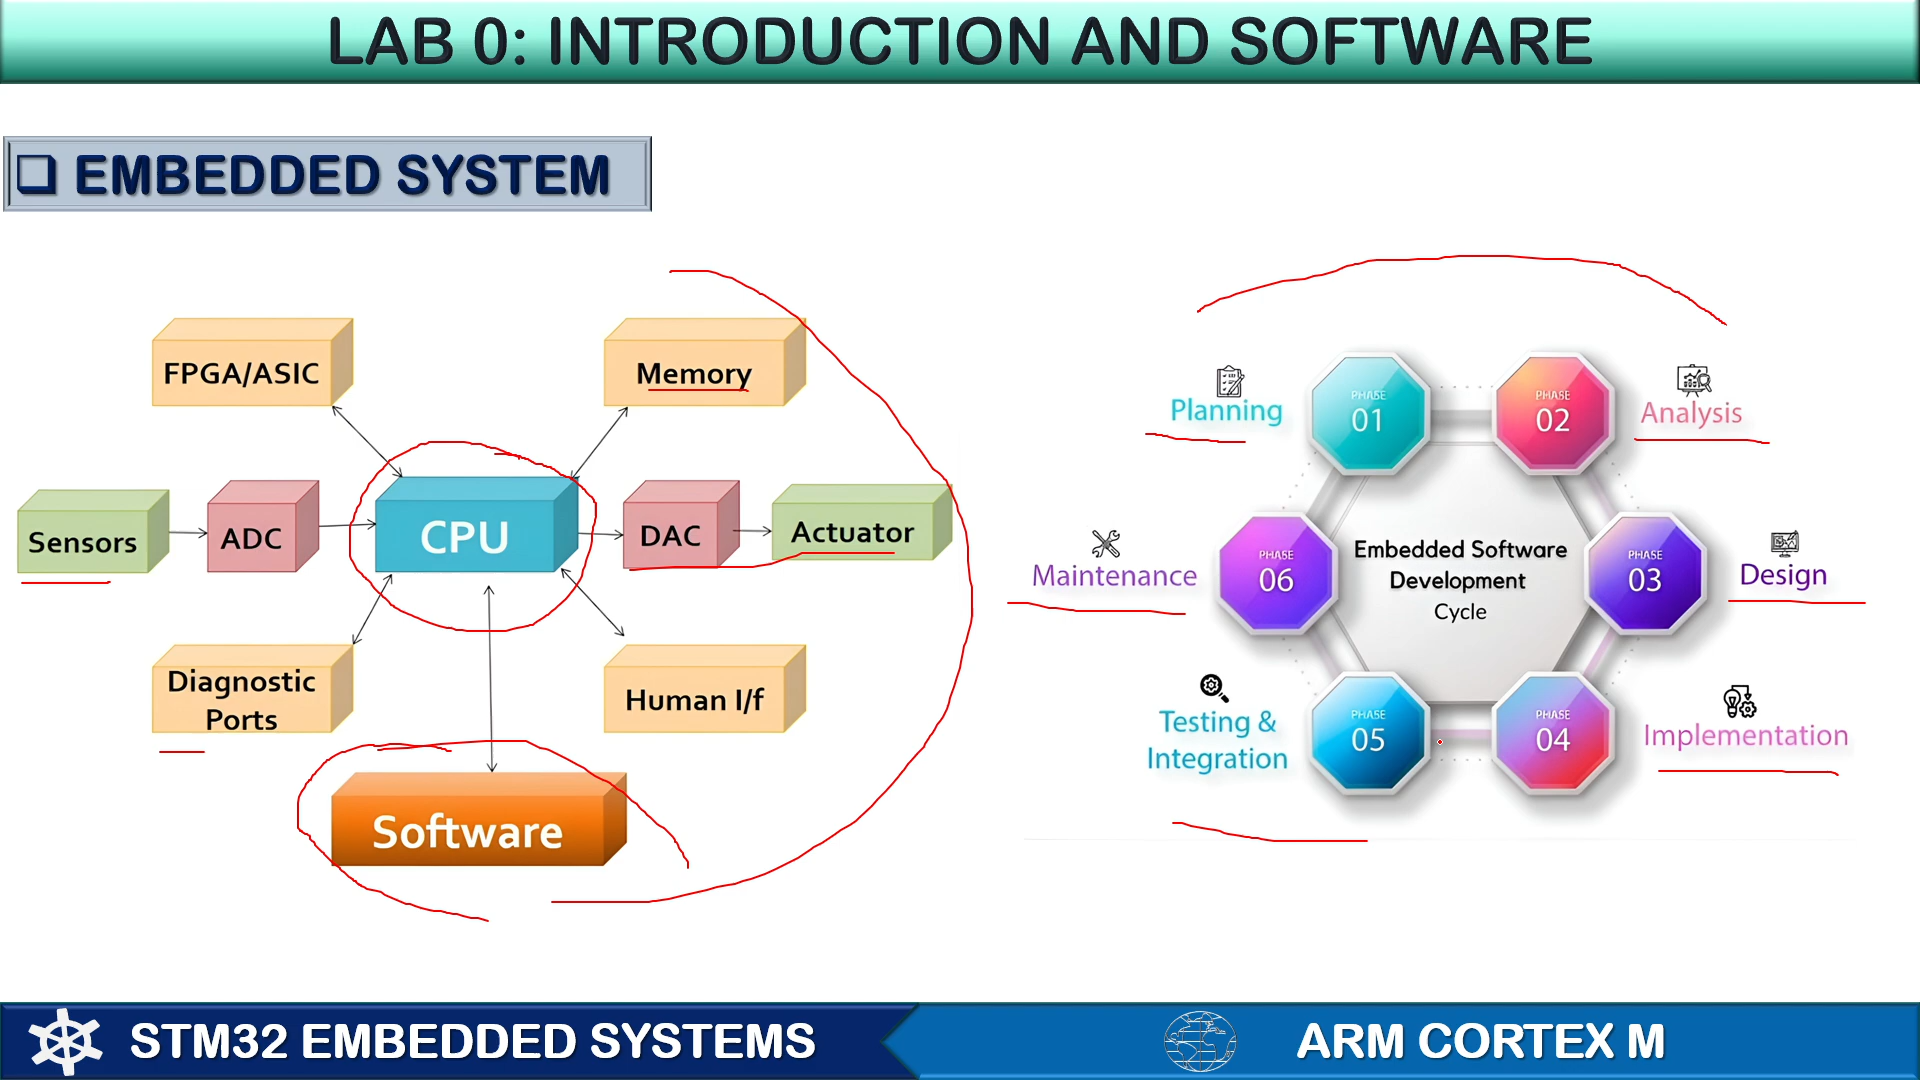 LAB 0: INTRODUCTION AND SOFTWARE
EMBEDDED SYSTEM
FPGA/ASIC
Memory
Sensors
ADC
CPU
DAC
Actuator
Diagnostic
Ports
Human I/f
Software
Planning
PHASE
01
PHASE
02
Analysis
Maintenance
PHASE
06
Embedded Software
Development
Cycle
PHASE
03
Design
Testing &
Integration
PHASE
05
PHASE
04
Implementation
STM32 EMBEDDED SYSTEMS
ARM CORTEX M